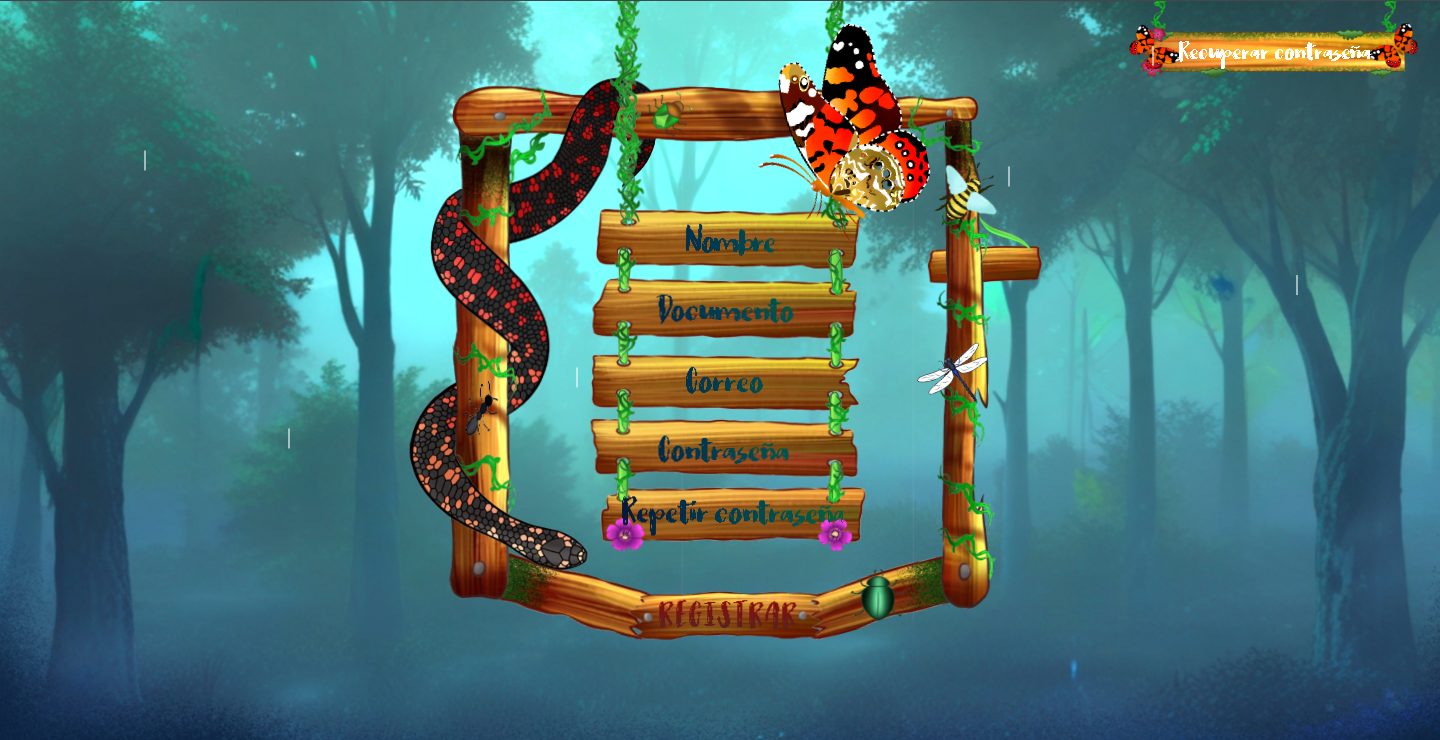 Recuperar contraseña
Nombre
Documento
Correo
Contraseña
Repetir contraseña
REGISTRAR